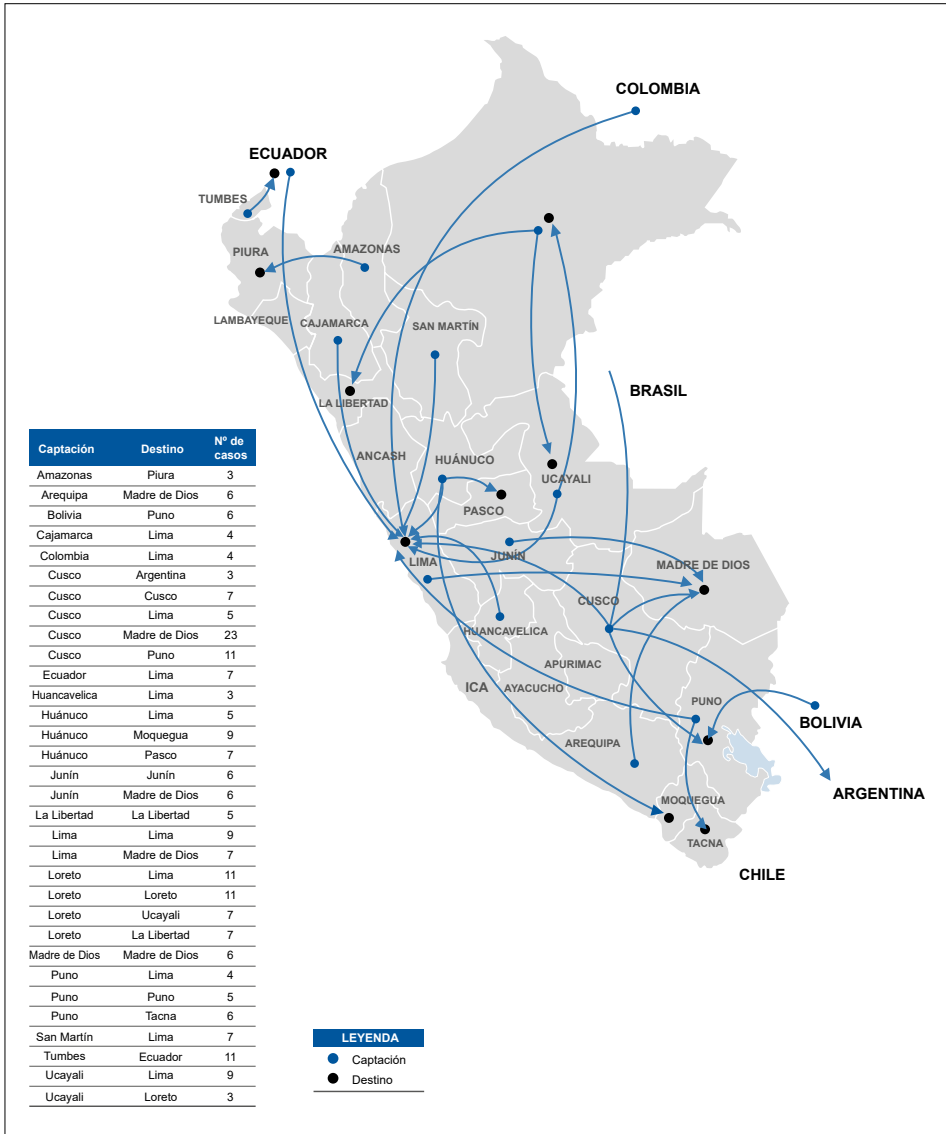 COLOMBIA
ECUADOR
TUMBES
PIURA
AMAZONAS
LAMBAYEQUE
CAJAMARCA
SAN MARTÍN
BRASIL
LA LIBERTAD
ANCASH
HUÁNUCO
UCAYALI
PASCO
LIMA
JUNÍN
MADRE DE DIOS
CUSCO
HUANCAVELICA
APURIMAC
ICA
AYACUCHO
PUNO
BOLIVIA
AREQUIPA
ARGENTINA
MOQUEGUA
TACNA
CHILE
Captación Destino Nº de casos
Amazonas Piura 3
Arequipa Madre de Dios 6
Bolivia Puno 6
Cajamarca Lima 4
Colombia Lima 4
Cusco Argentina 3
Cusco Cusco 7
Cusco Lima 5
Cusco Madre de Dios 23
Cusco Puno 11
Ecuador Lima 7
Huancavelica Lima 3
Huánuco Lima 5
Huánuco Moquegua 9
Huánuco Pasco 7
Junín Junín 6
Junín Madre de Dios 6
La Libertad La Libertad 5
Lima Lima 9
Lima Madre de Dios 7
Loreto Lima 11
Loreto Loreto 11
Loreto Ucayali 7
Loreto La Libertad 7
Madre de Dios Madre de Dios 6
Puno Lima 4
Puno Puno 5
Puno Tacna 6
San Martín Lima 7
Tumbes Ecuador 11
Ucayali Lima 9
Ucayali Loreto 3
LEYENDA
Captación
Destino